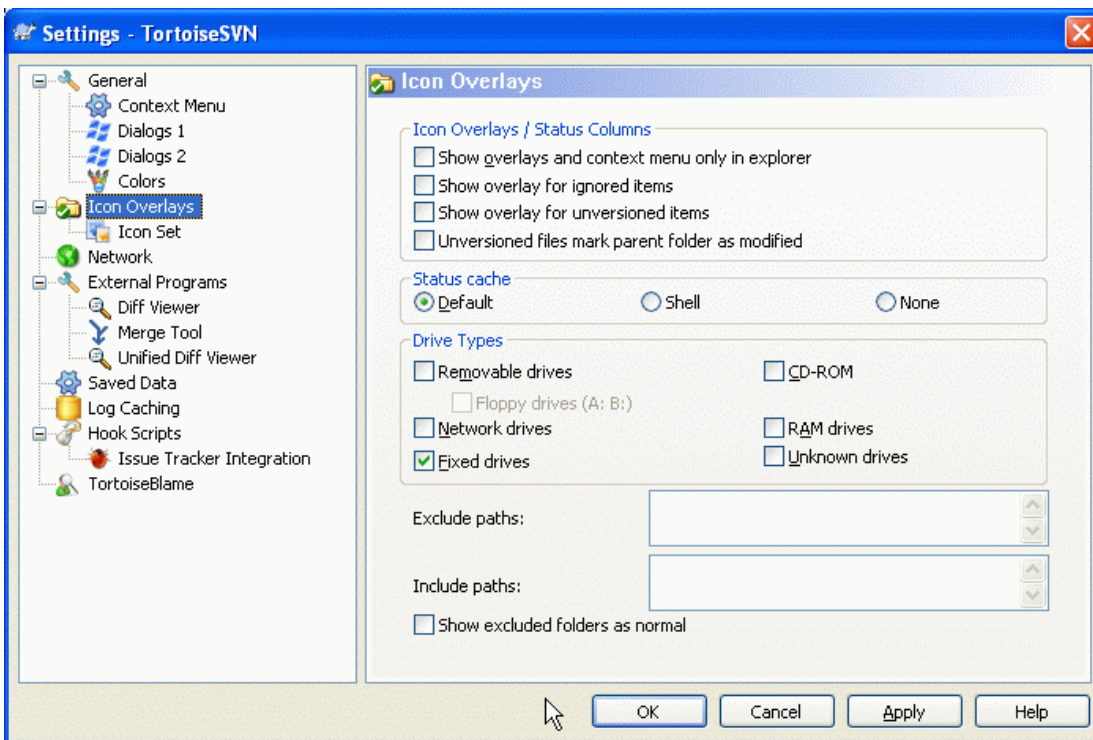 Settings - TortoiseSVN
General
Context Menu
Dialogs 1
Dialogs 2
Colors
Icon Overlays
Icon Set
Network
External Programs
Diff Viewer
Merge Tool
Unified Diff Viewer
Saved Data
Log Caching
Hook Scripts
Issue Tracker Integration
TortoiseBlame
Icon Overlays
Icon Overlays / Status Columns
Show overlays and context menu only in explorer
Show overlay for ignored items
Show overlay for unversioned items
Unversioned files mark parent folder as modified
Status cache
Default Shell None
Drive Types
Removable drives CD-ROM
Floppy drives (A: B:)
Network drives RAM drives
Fixed drives Unknown drives
Exclude paths:
Include paths:
Show excluded folders as normal
OK Cancel Apply Help